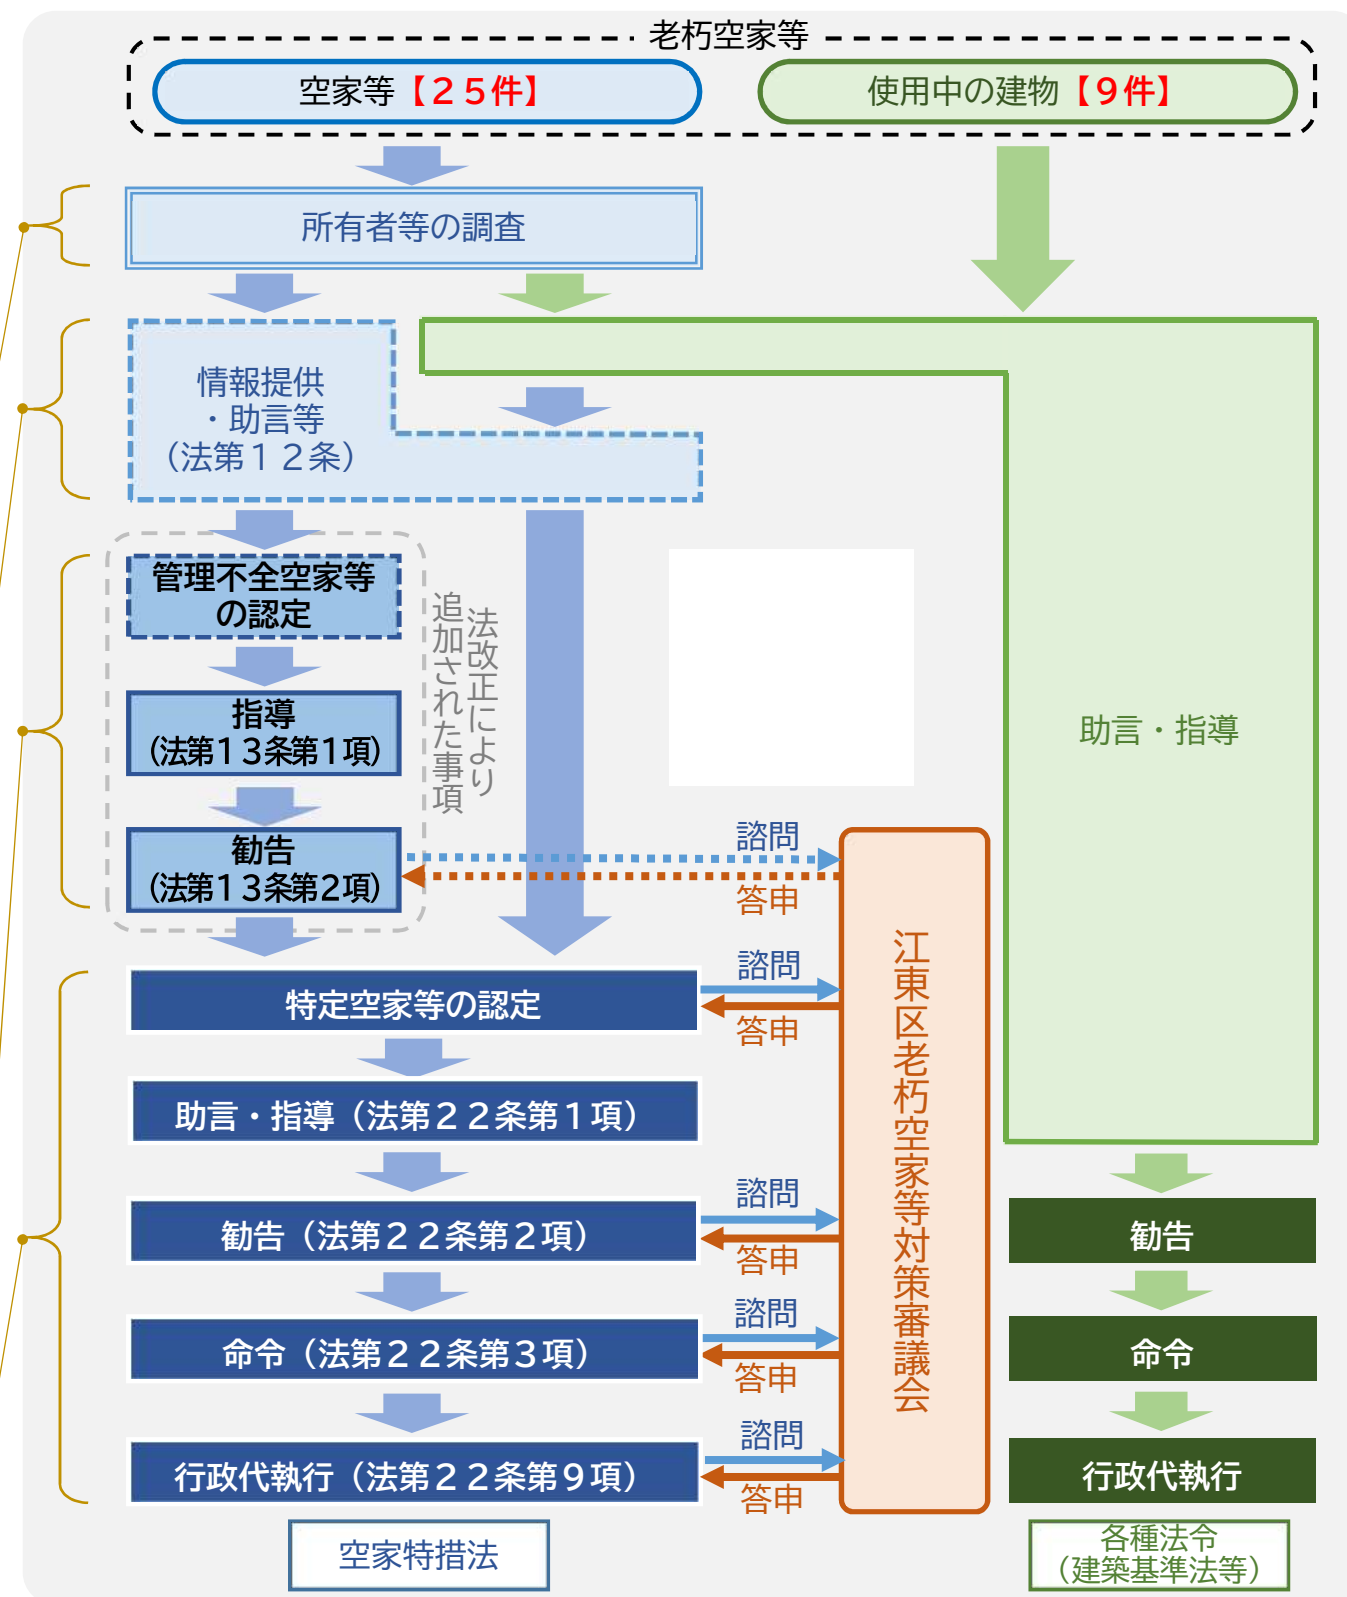 老朽空家等
空家等【２５件】
使用中の建物【９件】
所有者等の調査
情報提供
・助言等
（法第１２条）
管理不全空家等
の認定
指導
（法第１３条第１項）
勧告
（法第１３条第２項）
法改正により
追加された事項
助言・指導
諮問
答申
江東区老朽空家等対策審議会
特定空家等の認定
諮問
答申
助言・指導（法第２２条第１項）
勧告（法第２２条第２項）
諮問
答申
勧告
命令（法第２２条第３項）
諮問
答申
命令
行政代執行（法第２２条第９項）
諮問
答申
行政代執行
空家特措法
各種法令
（建築基準法等）